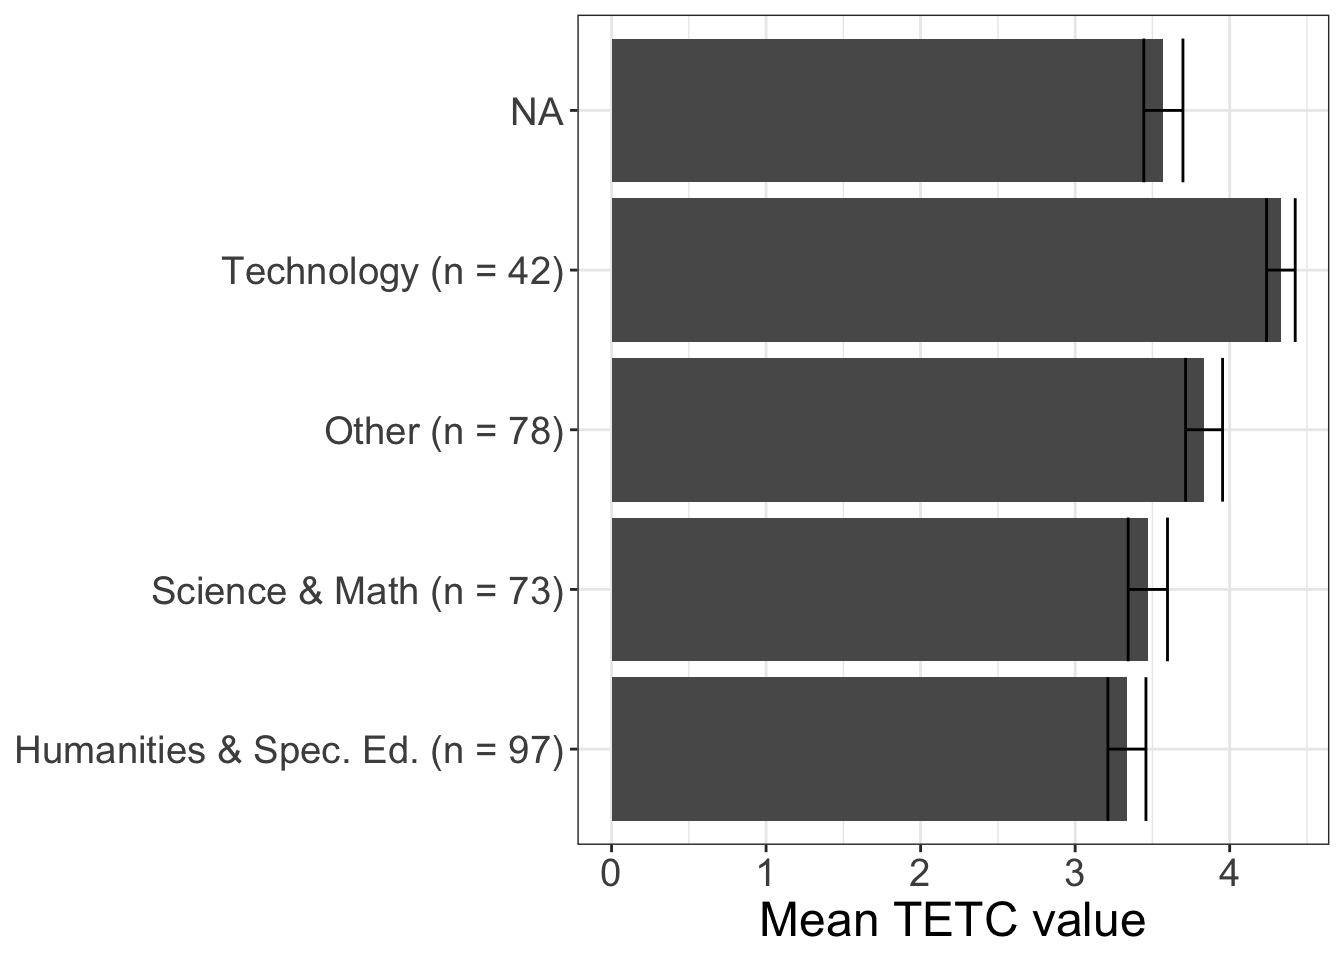 NA
Technology (n = 42)
Other (n = 78)
Science & Math (n = 73)
Humanities & Spec. Ed. (n = 97)
0 1 2 3 4
Mean TETC value